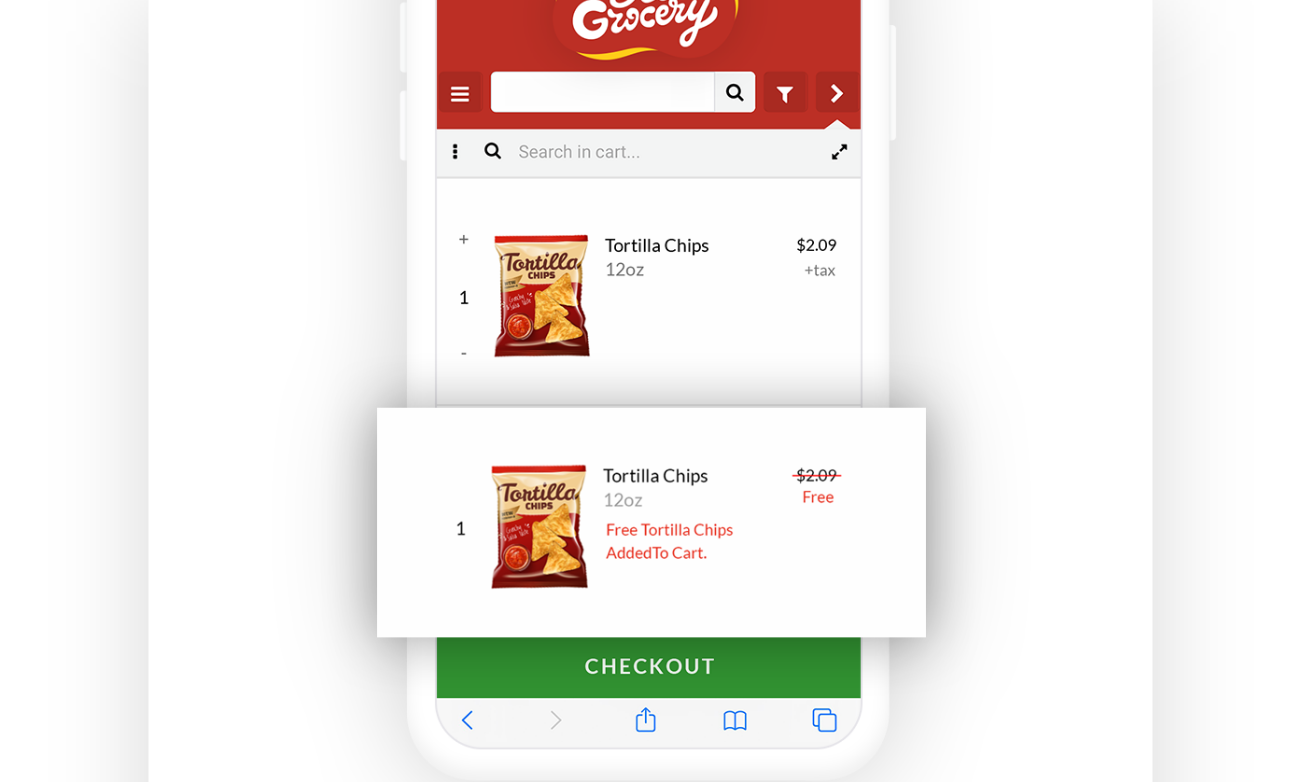 Grocery
Search in cart...
+
Tortilla Chips
$2.09
12oz
+tax
1
-
Tortilla
CHIPS
Tortilla Chips
$2.09
12oz
Free
1
Free Tortilla Chips
AddedTo Cart.
Tortilla
CHIPS
CHECKOUT